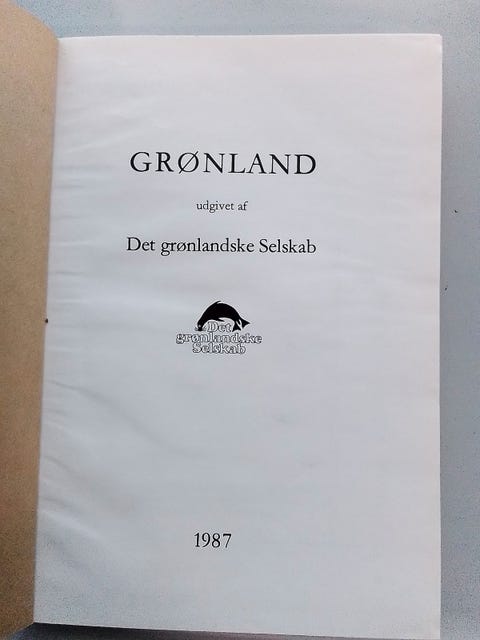 GRØNLAND
udgivet af
Det grønlandske Selskab
Det
grønlandske
Selskab
1987